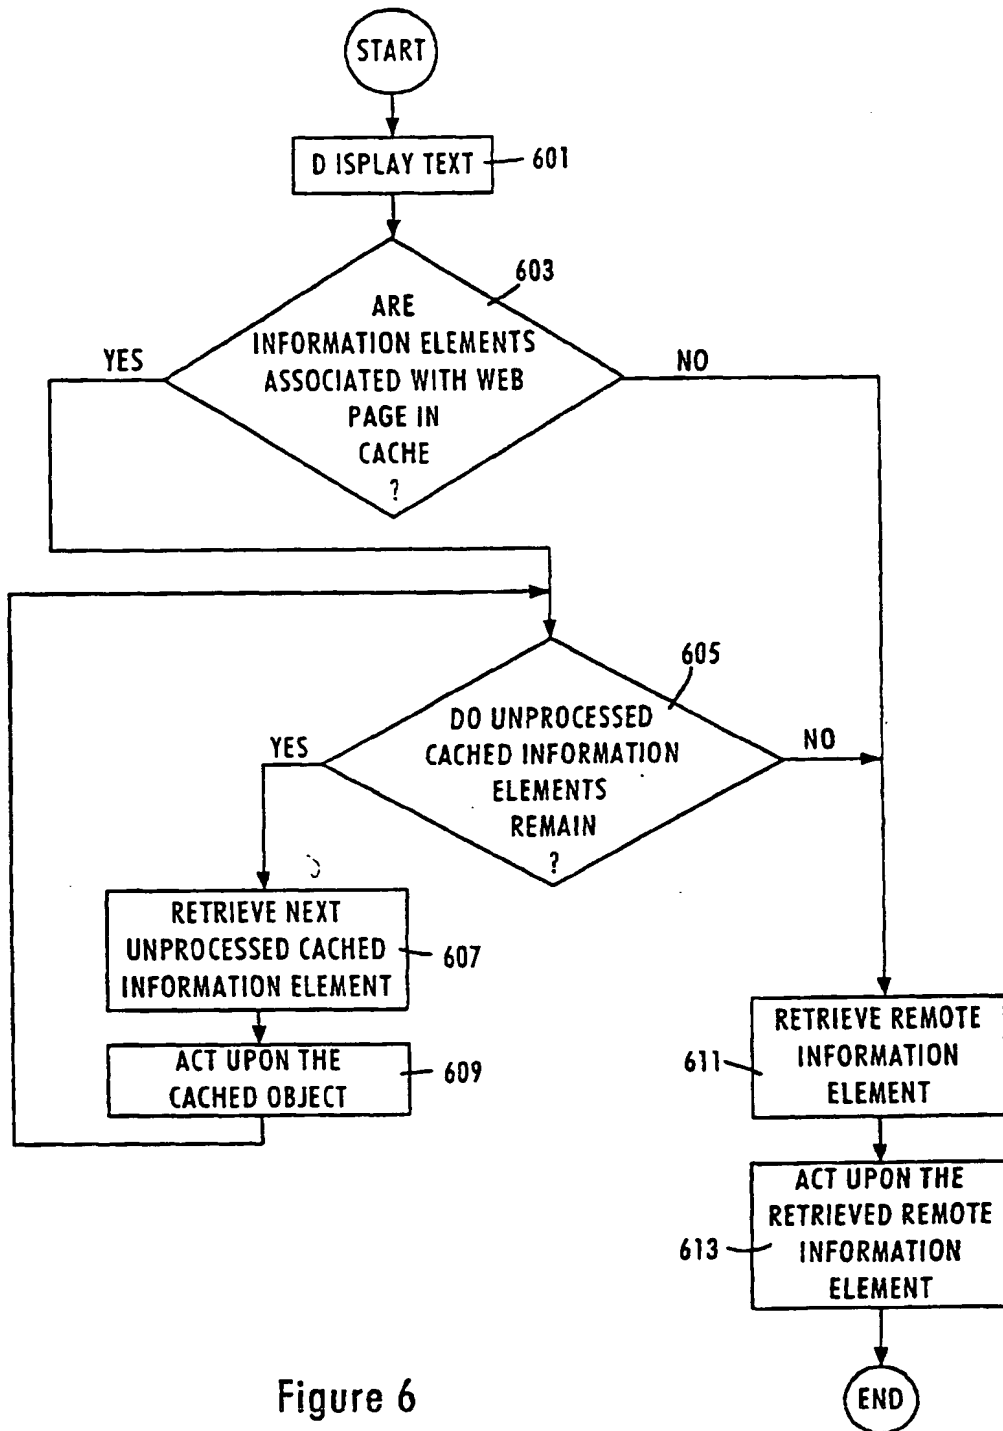 START
D ISPLAY TEXT
601
603
ARE
INFORMATION ELEMENTS
ASSOCIATED WITH WEB
PAGE IN
CACHE
?
YES
NO
605
DO UNPROCESSED
CACHED INFORMATION
ELEMENTS
REMAIN
?
YES
NO
RETRIEVE NEXT
UNPROCESSED CACHED
INFORMATION ELEMENT
607
ACT UPON THE
CACHED OBJECT
609
RETRIEVE REMOTE
INFORMATION
ELEMENT
611
ACT UPON THE
RETRIEVED REMOTE
INFORMATION
ELEMENT
613
END
Figure 6